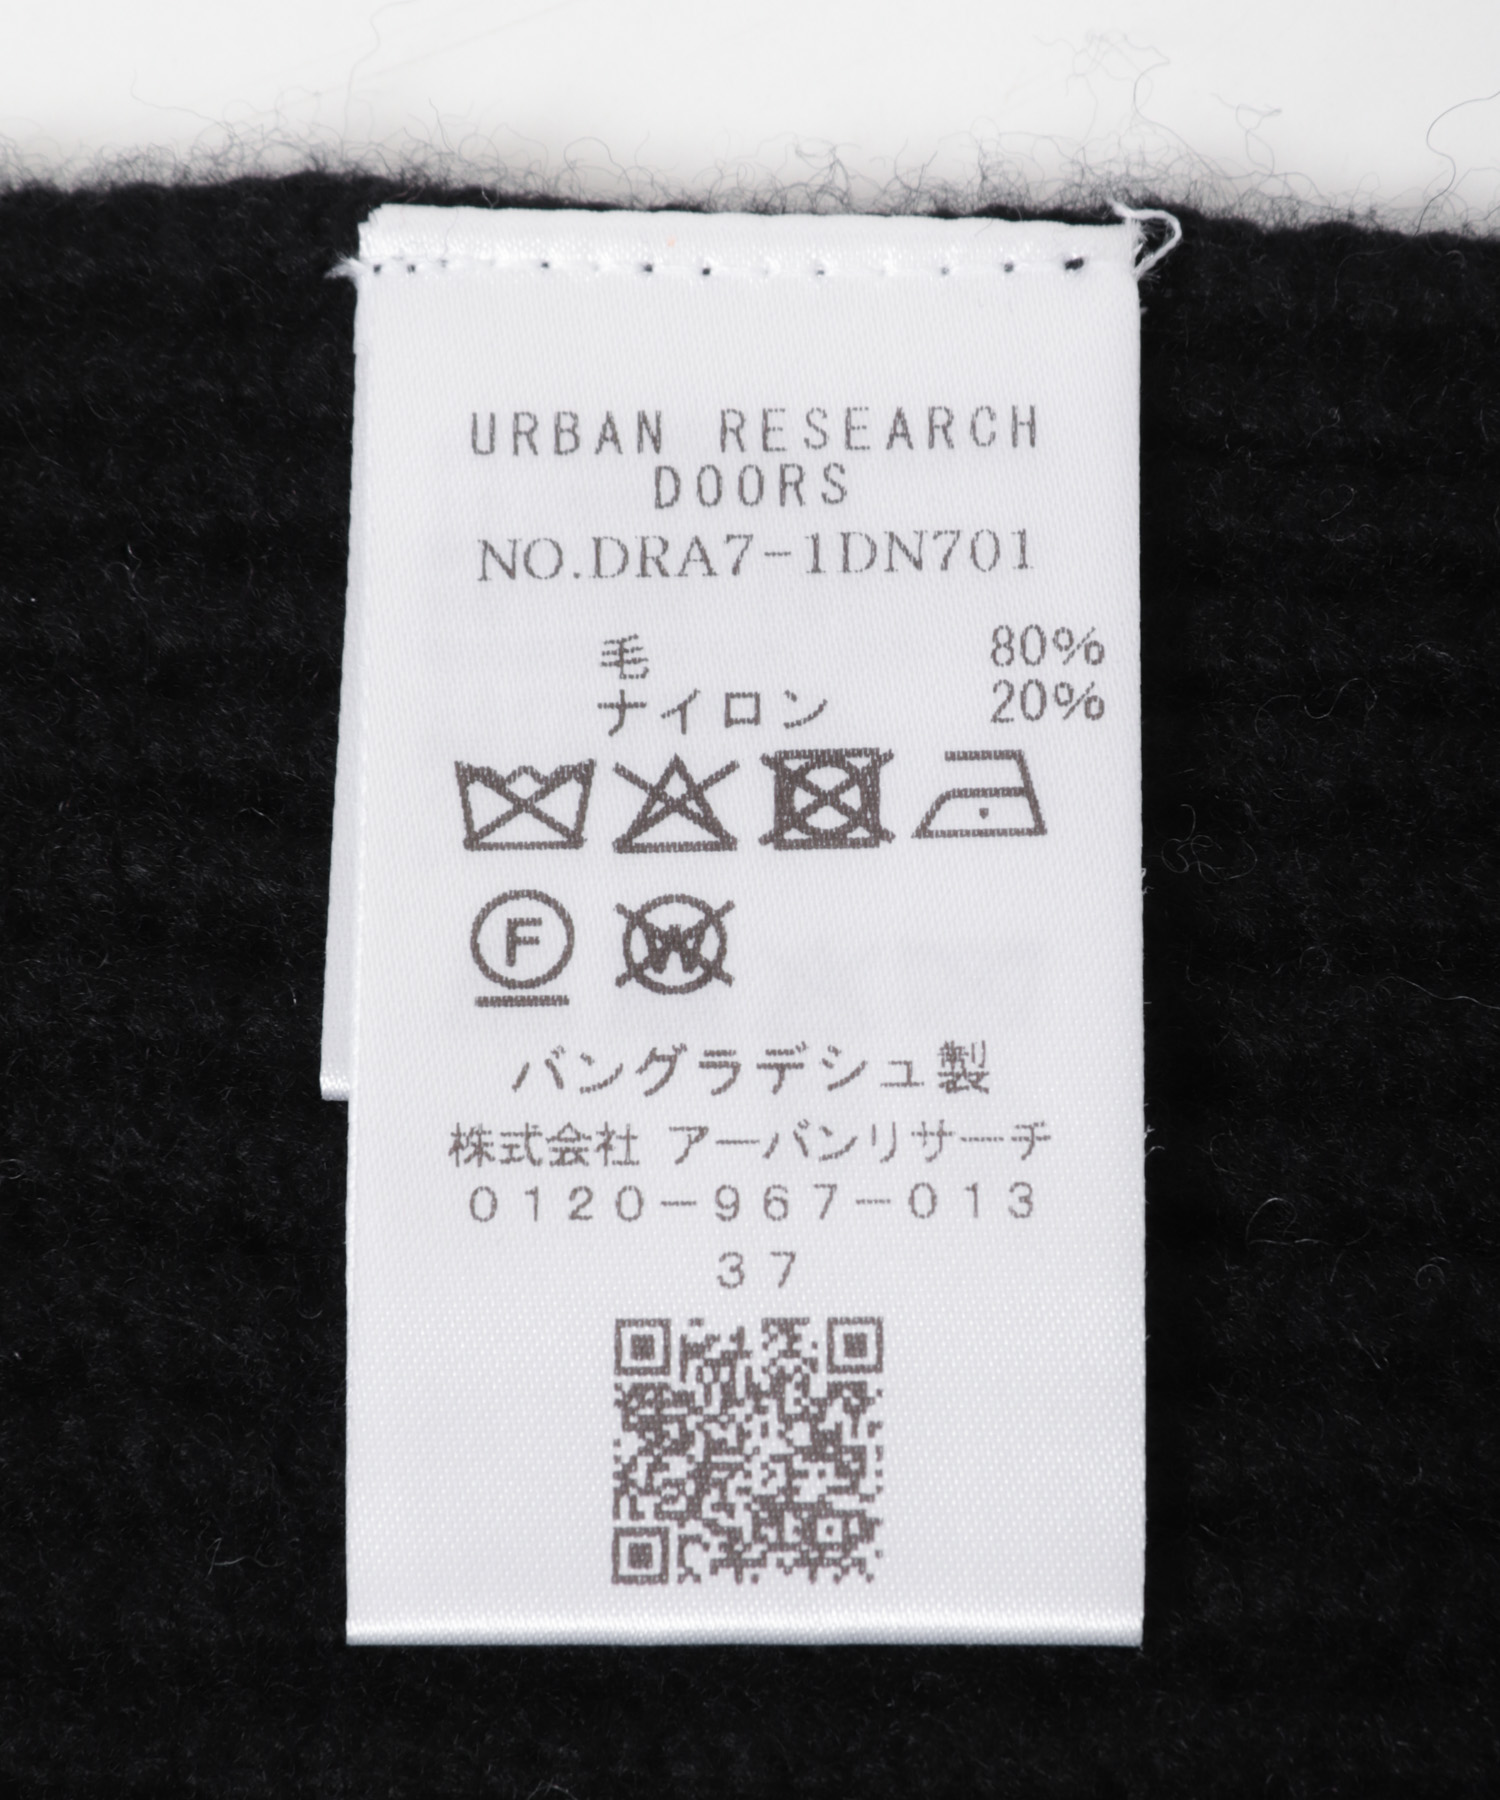 URBAN RESEARCH
DOORS
NO.DRA7-1DN701
毛 80%
ナイロン 20%
F W
バングラデシュ製
株式会社 アーバンリサーチ
0120-967-013
37